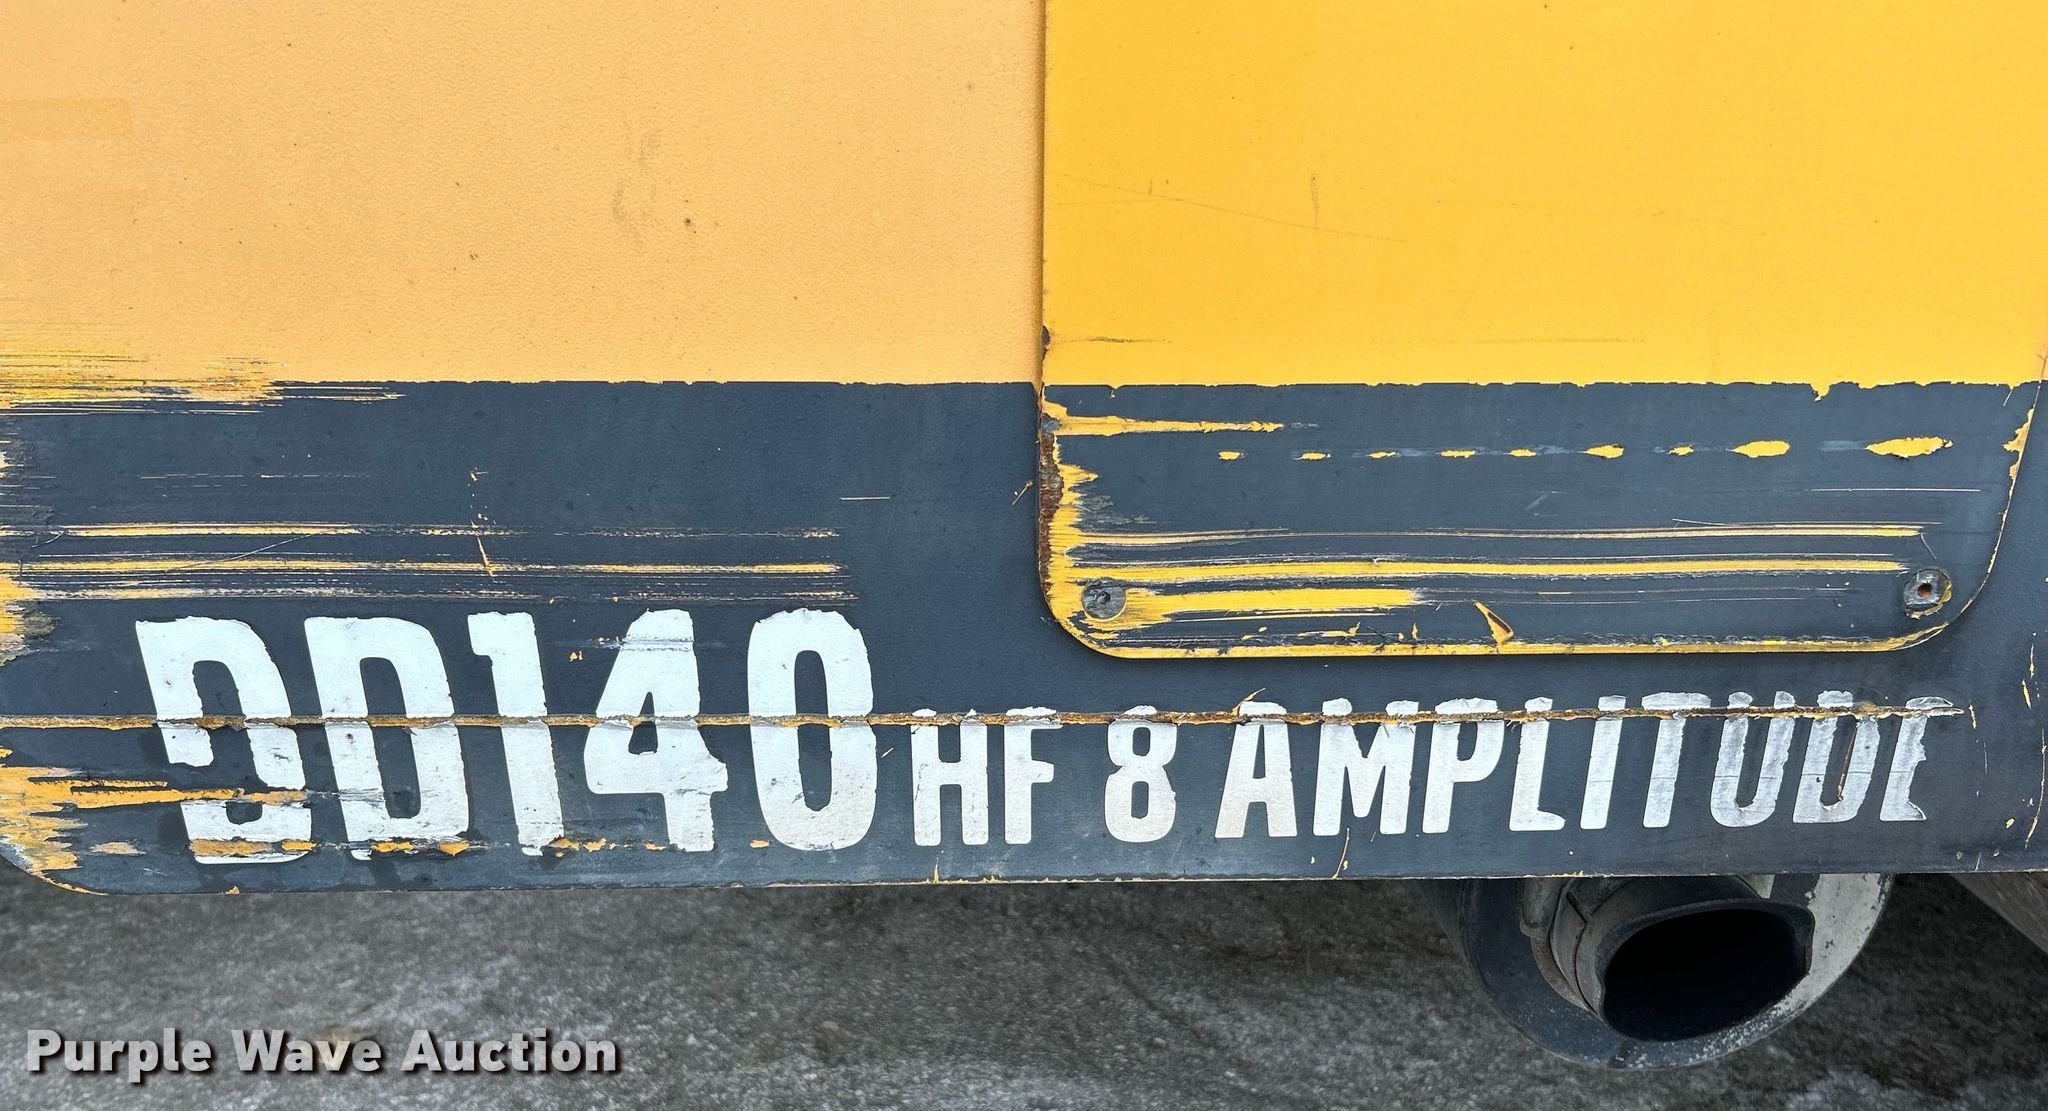 DD140 HF 8 AMPLITUDE
Purple Wave Auction